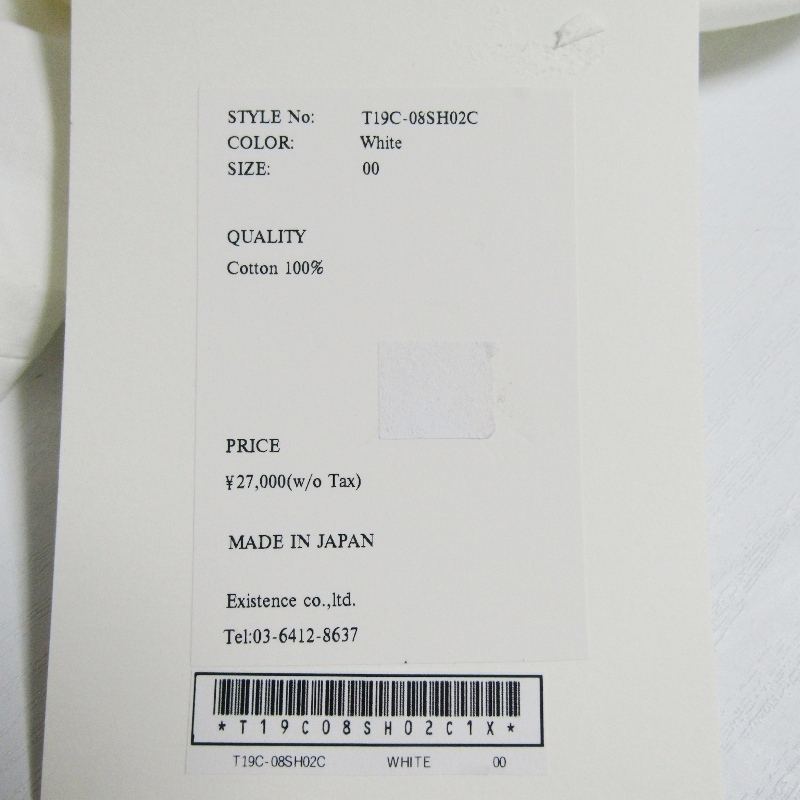 STYLE No: T19C-08SH02C
COLOR: White
SIZE: 00
QUALITY
Cotton 100%
PRICE
¥27,000(w/o Tax)
MADE IN JAPAN
Existence co.,ltd.
Tel:03-6412-8637
*T19C08SH02C1X*
T19C-08SH02C WHITE 00